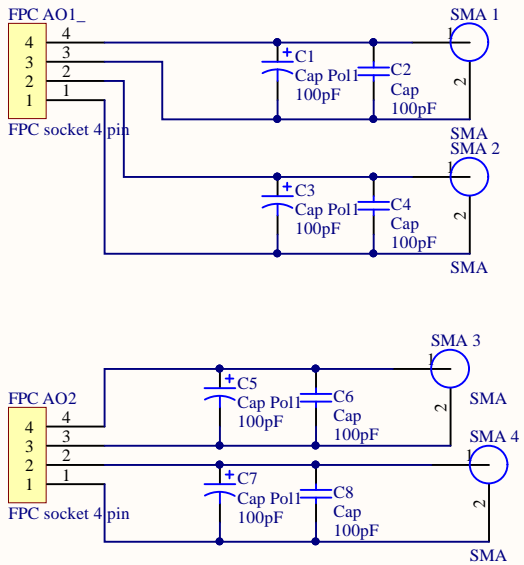 FPC AO1_
SMA 1
4
4
3
3
2
2
1
1
FPC socket 4 pin
C1
Cap Pol1
100pF
C2
Cap
100pF
1
2
SMA
SMA 2
C3
Cap Pol1
100pF
C4
Cap
100pF
1
2
SMA
SMA 3
FPC AO2
4
4
3
3
2
2
1
1
FPC socket 4 pin
C5
Cap Pol1
100pF
C6
Cap
100pF
1
2
SMA
SMA 4
C7
Cap Pol1
100pF
C8
Cap
100pF
1
2
SMA